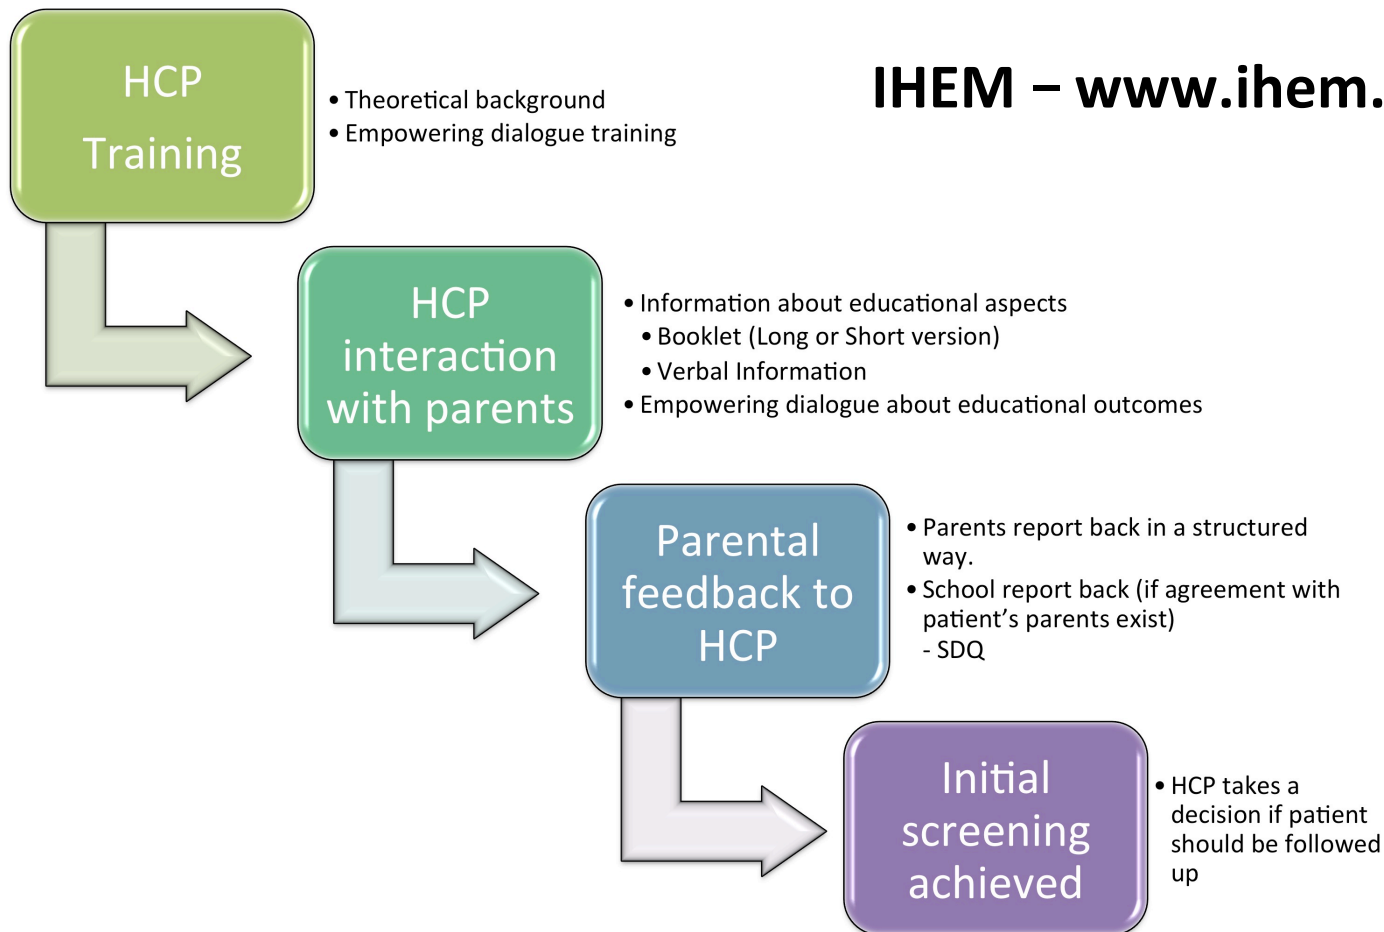 HCP
Training
• Theoretical background
• Empowering dialogue training
IHEM – www.ihem.
HCP
interaction
with parents
• Information about educational aspects
• Booklet (Long or Short version)
• Verbal Information
• Empowering dialogue about educational outcomes
Parental
feedback to
HCP
• Parents report back in a structured
way.
• School report back (if agreement with
patient's parents exist)
- SDQ
Initial
screening
achieved
• HCP takes a
decision if patient
should be followed
up